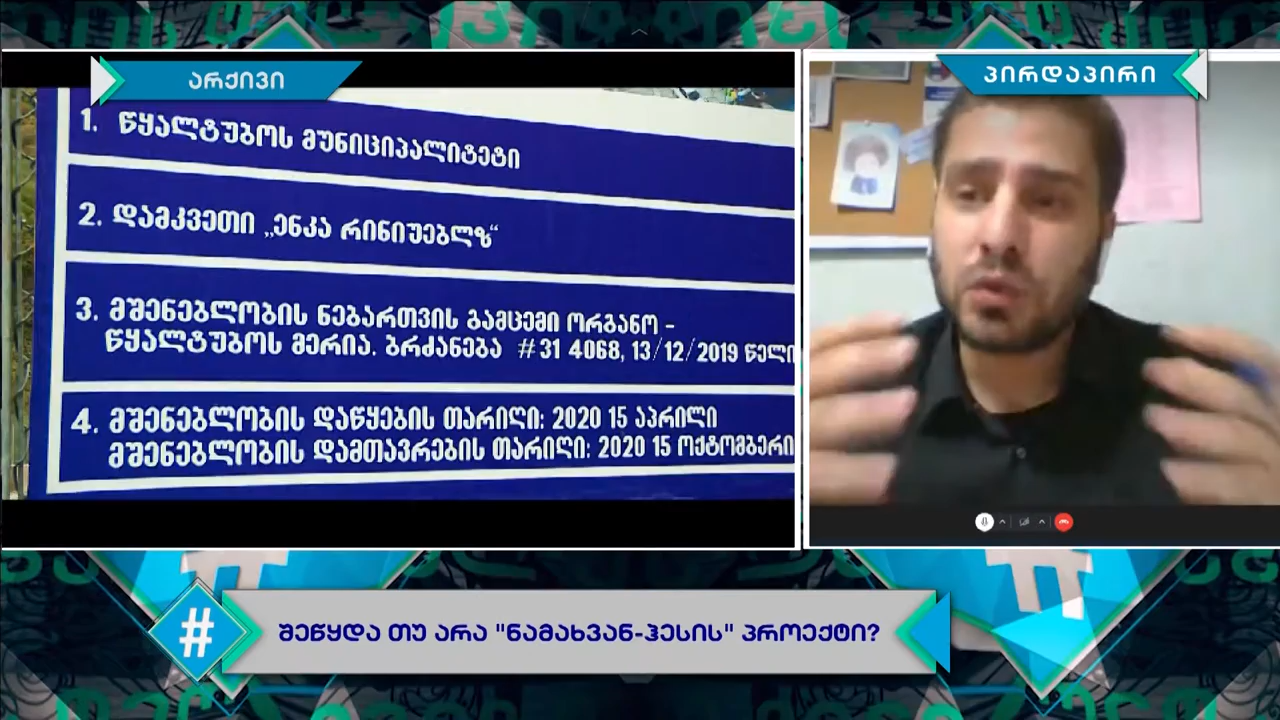 არქივი
პირდაპირი
1. წყალტუბოს მუნიციპალიტეტი
2. დამკვეთი „ენკა რინიუებლზ“
3. მშენებლობის ნებართვის გამცემი ორგანო -
წყალტუბოს მერია. ბრძანება #31 4068, 13/12/2019 წელი
4. მშენებლობის დაწყების თარიღი: 2020 15 აპრილი
მშენებლობის დამთავრების თარიღი: 2020 15 ოქტომბერი
#
შეწყდა თუ არა "ნამახვან-ჰესის" პროექტი?